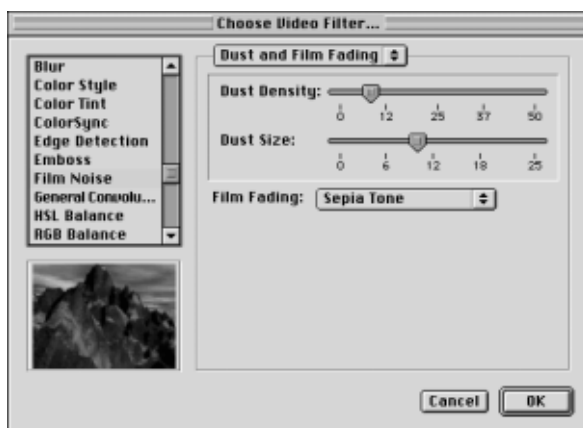 Choose Video Filter...
Blur
Color Style
Color Tint
ColorSync
Edge Detection
Emboss
Film Noise
General Convolu...
HSL Balance
RGB Balance
Dust and Film Fading
Dust Density:
0 12 25 37 50
Dust Size:
0 6 12 18 25
Film Fading: Sepia Tone
Cancel OK